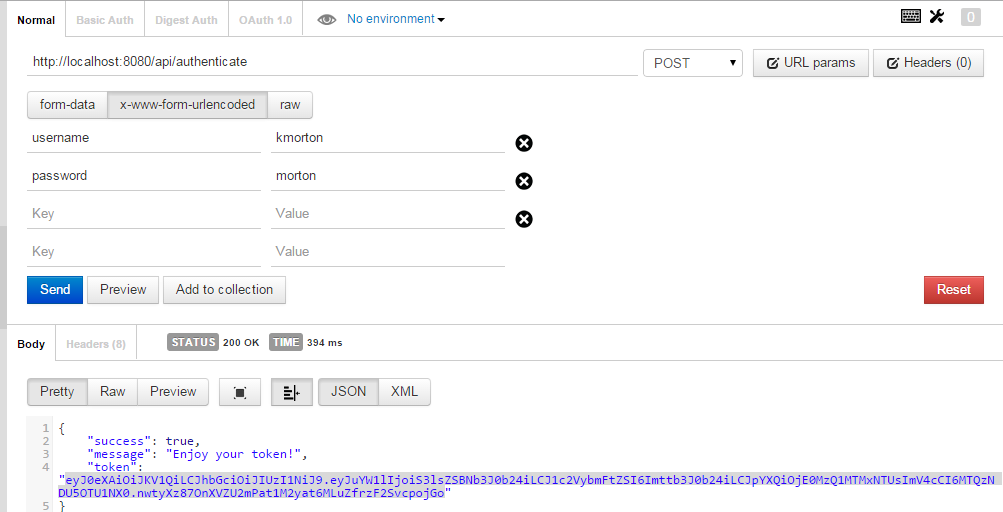 Normal Basic Auth Digest Auth OAuth 1.0 No environment 0
http://localhost:8080/api/authenticate POST URL params Headers (0)
form-data x-www-form-urlencoded raw
username kmorton
password morton
Key Value
Key Value
Send Preview Add to collection Reset
Body Headers (8) STATUS 200 OK TIME 394 ms
Pretty Raw Preview JSON XML
1 {
2 "success": true,
3 "message": "Enjoy your token!",
4 "token":
"eyJ0eXAiOiJKV1QiLCJhbGciOiJIUzI1NiJ9.eyJuYW1lIjoiS3lsZSBNb3J0b24iLCJ1c2VybmFtZSI6Imttb3J0b24iLCJpYXQiOjE0MzQ1MTMxNTUsImV4cCI6MTQzN
DU5OTU1NX0.nwtyXz87OnXVZU2mPat1M2yat6MLuZfrzF2SvcpojGo"
5 }